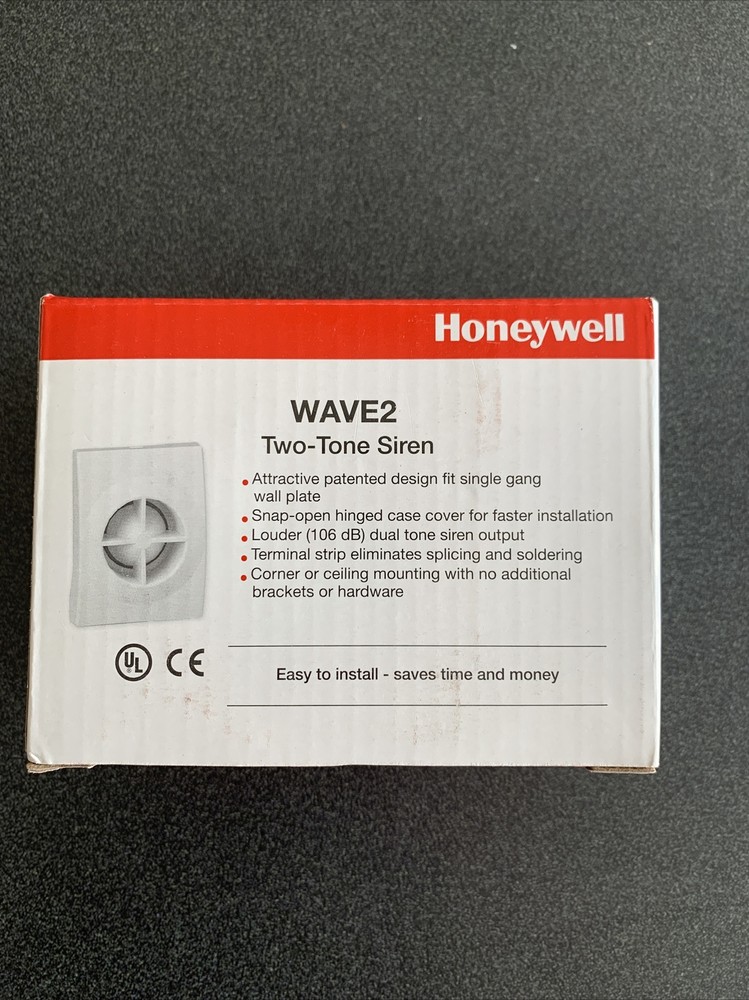 Honeywell
WAVE2
Two-Tone Siren
• Attractive patented design fit single gang
wall plate
• Snap-open hinged case cover for faster installation
• Louder (106 dB) dual tone siren output
• Terminal strip eliminates splicing and soldering
• Corner or ceiling mounting with no additional
brackets or hardware
UL ® CE
Easy to install - saves time and money